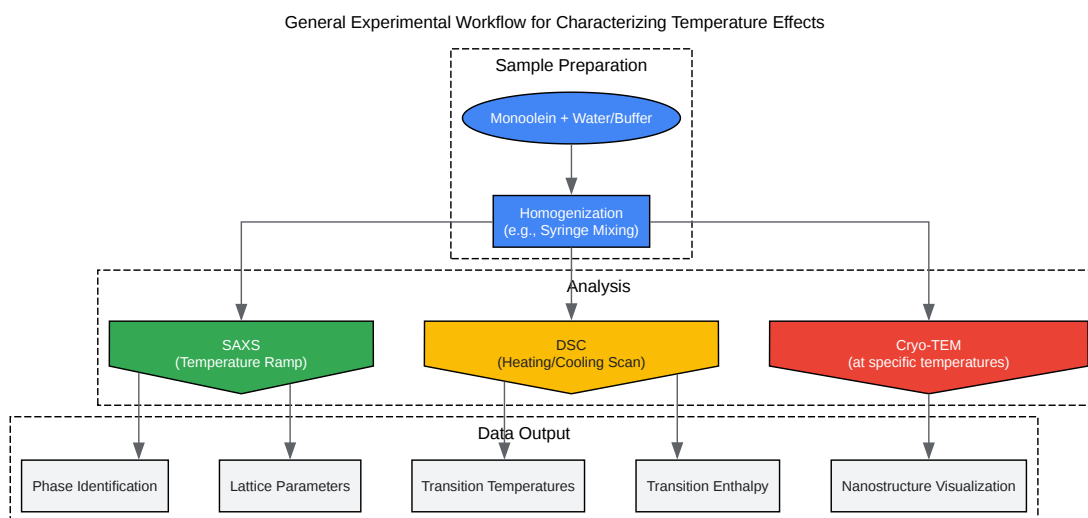 General Experimental Workflow for Characterizing Temperature Effects
Sample Preparation
Monoolein + Water/Buffer
Homogenization
(e.g., Syringe Mixing)
Analysis
SAXS
(Temperature Ramp)
DSC
(Heating/Cooling Scan)
Cryo-TEM
(at specific temperatures)
Data Output
Phase Identification
Lattice Parameters
Transition Temperatures
Transition Enthalpy
Nanostructure Visualization